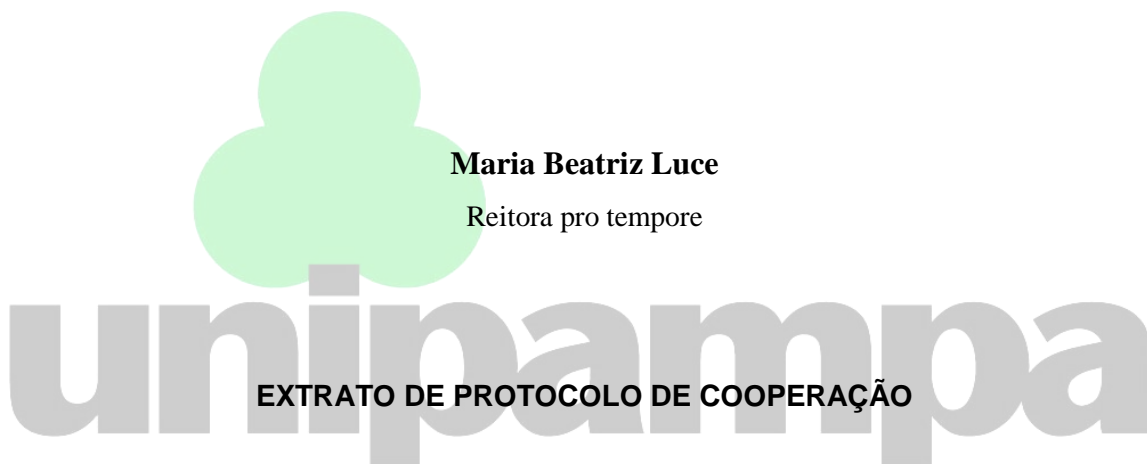 Maria Beatriz Luce
Reitora pro tempore
unipampa
EXTRATO DE PROTOCOLO DE COOPERAÇÃO